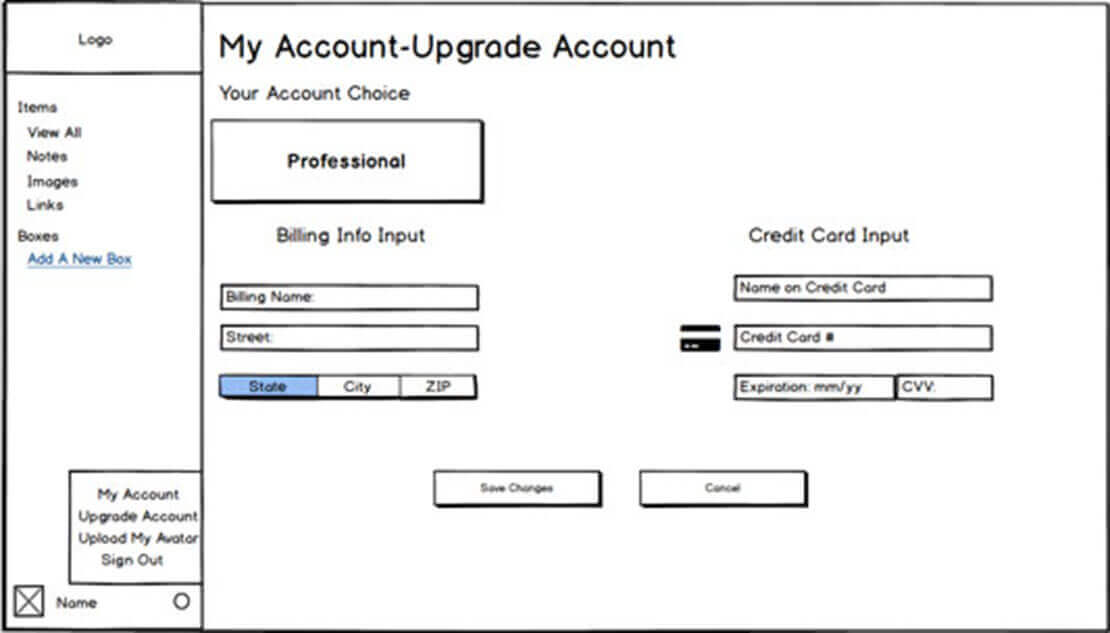 Logo
Items
View All
Notes
Images
Links
Boxes
Add A New Box
My Account
Upgrade Account
Upload My Avatar
Sign Out
Name
My Account-Upgrade Account
Your Account Choice
Professional
Billing Info Input
Billing Name:
Street:
State City ZIP
Credit Card Input
Name on Credit Card
Credit Card #
Expiration: mm/yy CVV:
Save Changes Cancel